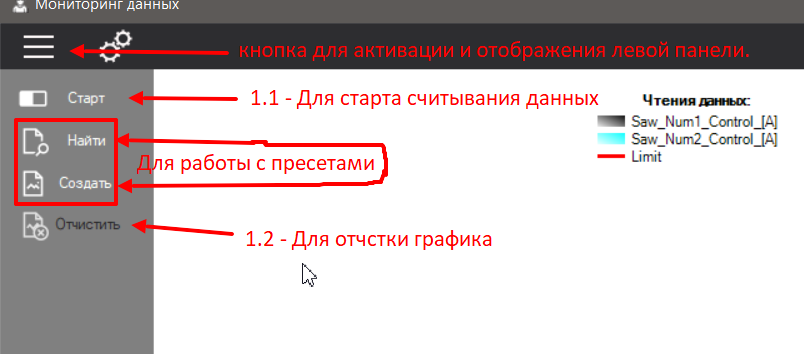 Мониторинг данных
кнопка для активации и отображения левой панели.
Старт
1.1 - Для старта считывания данных
Чтения данных:
Saw_Num1_Control_[A]
Saw_Num2_Control_[A]
Limit
Найти
Для работы с пресетами
Создать
Отчистить
1.2 - Для отчстки графика